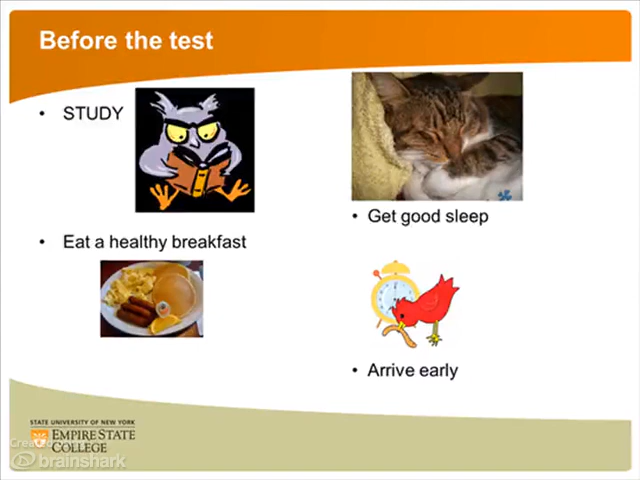 Before the test
• STUDY
• Eat a healthy breakfast
• Get good sleep
• Arrive early
STATE UNIVERSITY OF NEW YORK
EMPIRE STATE
COLLEGE
brainshark